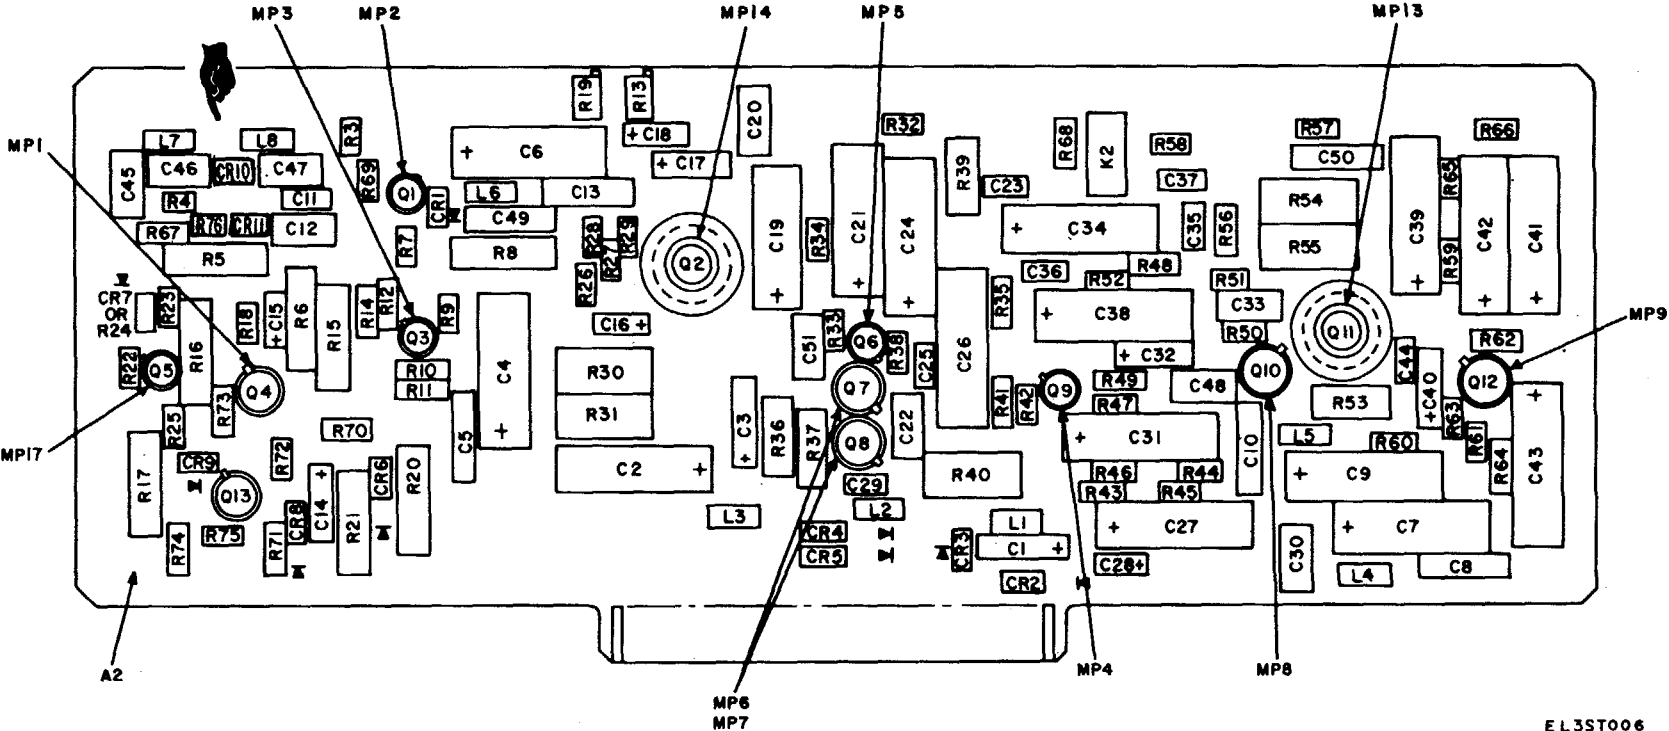 MP3
MP2
MP14
MP5
MP13
MP1
R19
R13
C20
R32
R57
R66
L7
L8
R3
+ C6
+ C18
+ C17
R39
R68
K2
R58
C50
C45
C46
CR10
C47
R69
Q1
CR1
L6
C13
C19
+
C21
+
C24
+
C23
C37
R54
C39
+
R65
C42
+
C41
+
R4
C11
C49
R76
CR11
C12
R67
R5
R7
R8
R28
R27
R29
R26
Q2
R34
+ C34
C35
R56
R55
R59
C36
R48
R52
R51
CR7
OR
R24
R23
R16
R18
C15
+
R6
R15
R14
R12
R9
Q3
C4
+
C16 +
C51
R33
Q6
R38
C25
C26
R35
+ C38
C33
R50
Q11
MP9
R62
R22
Q5
Q4
R10
R11
R30
R31
+ C32
Q10
C44
C40
+
Q12
R73
R25
R70
C5
C3
+
R36
R37
Q7
Q8
C22
R41
R42
Q9
R49
R47
C48
R53
R63
R61
C43
+
MP17
R17
CR9
R72
CR6
R20
C2 +
R40
+ C31
C10
L5
R60
R64
Q13
C14
+
R21
CR8
C29
L2
L3
R46
R44
R43
R45
+ C9
R74
R75
R71
CR4
CR5
CR3
L1
C1 +
+ C27
C30
+ C7
CR2
C28+
L4
C8
A2
MP6
MP7
MP4
MP8
EL3ST006